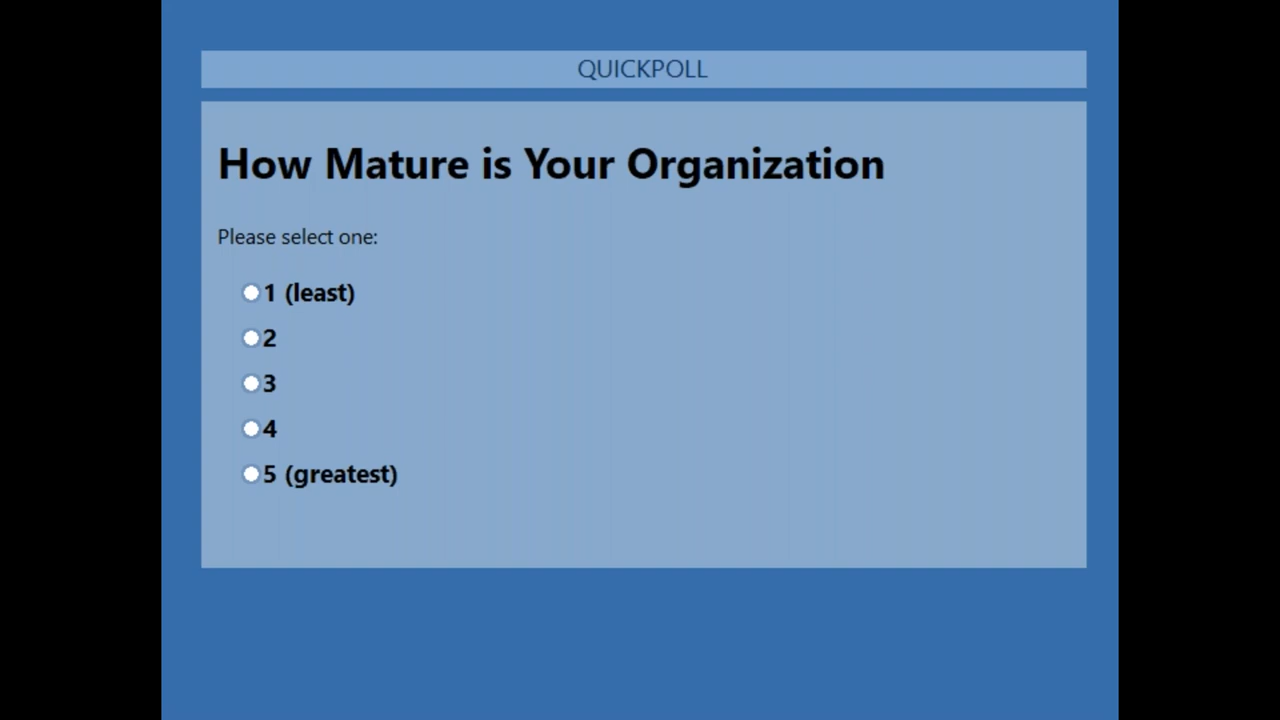 QUICKPOLL
How Mature is Your Organization
Please select one:
1 (least)
2
3
4
5 (greatest)